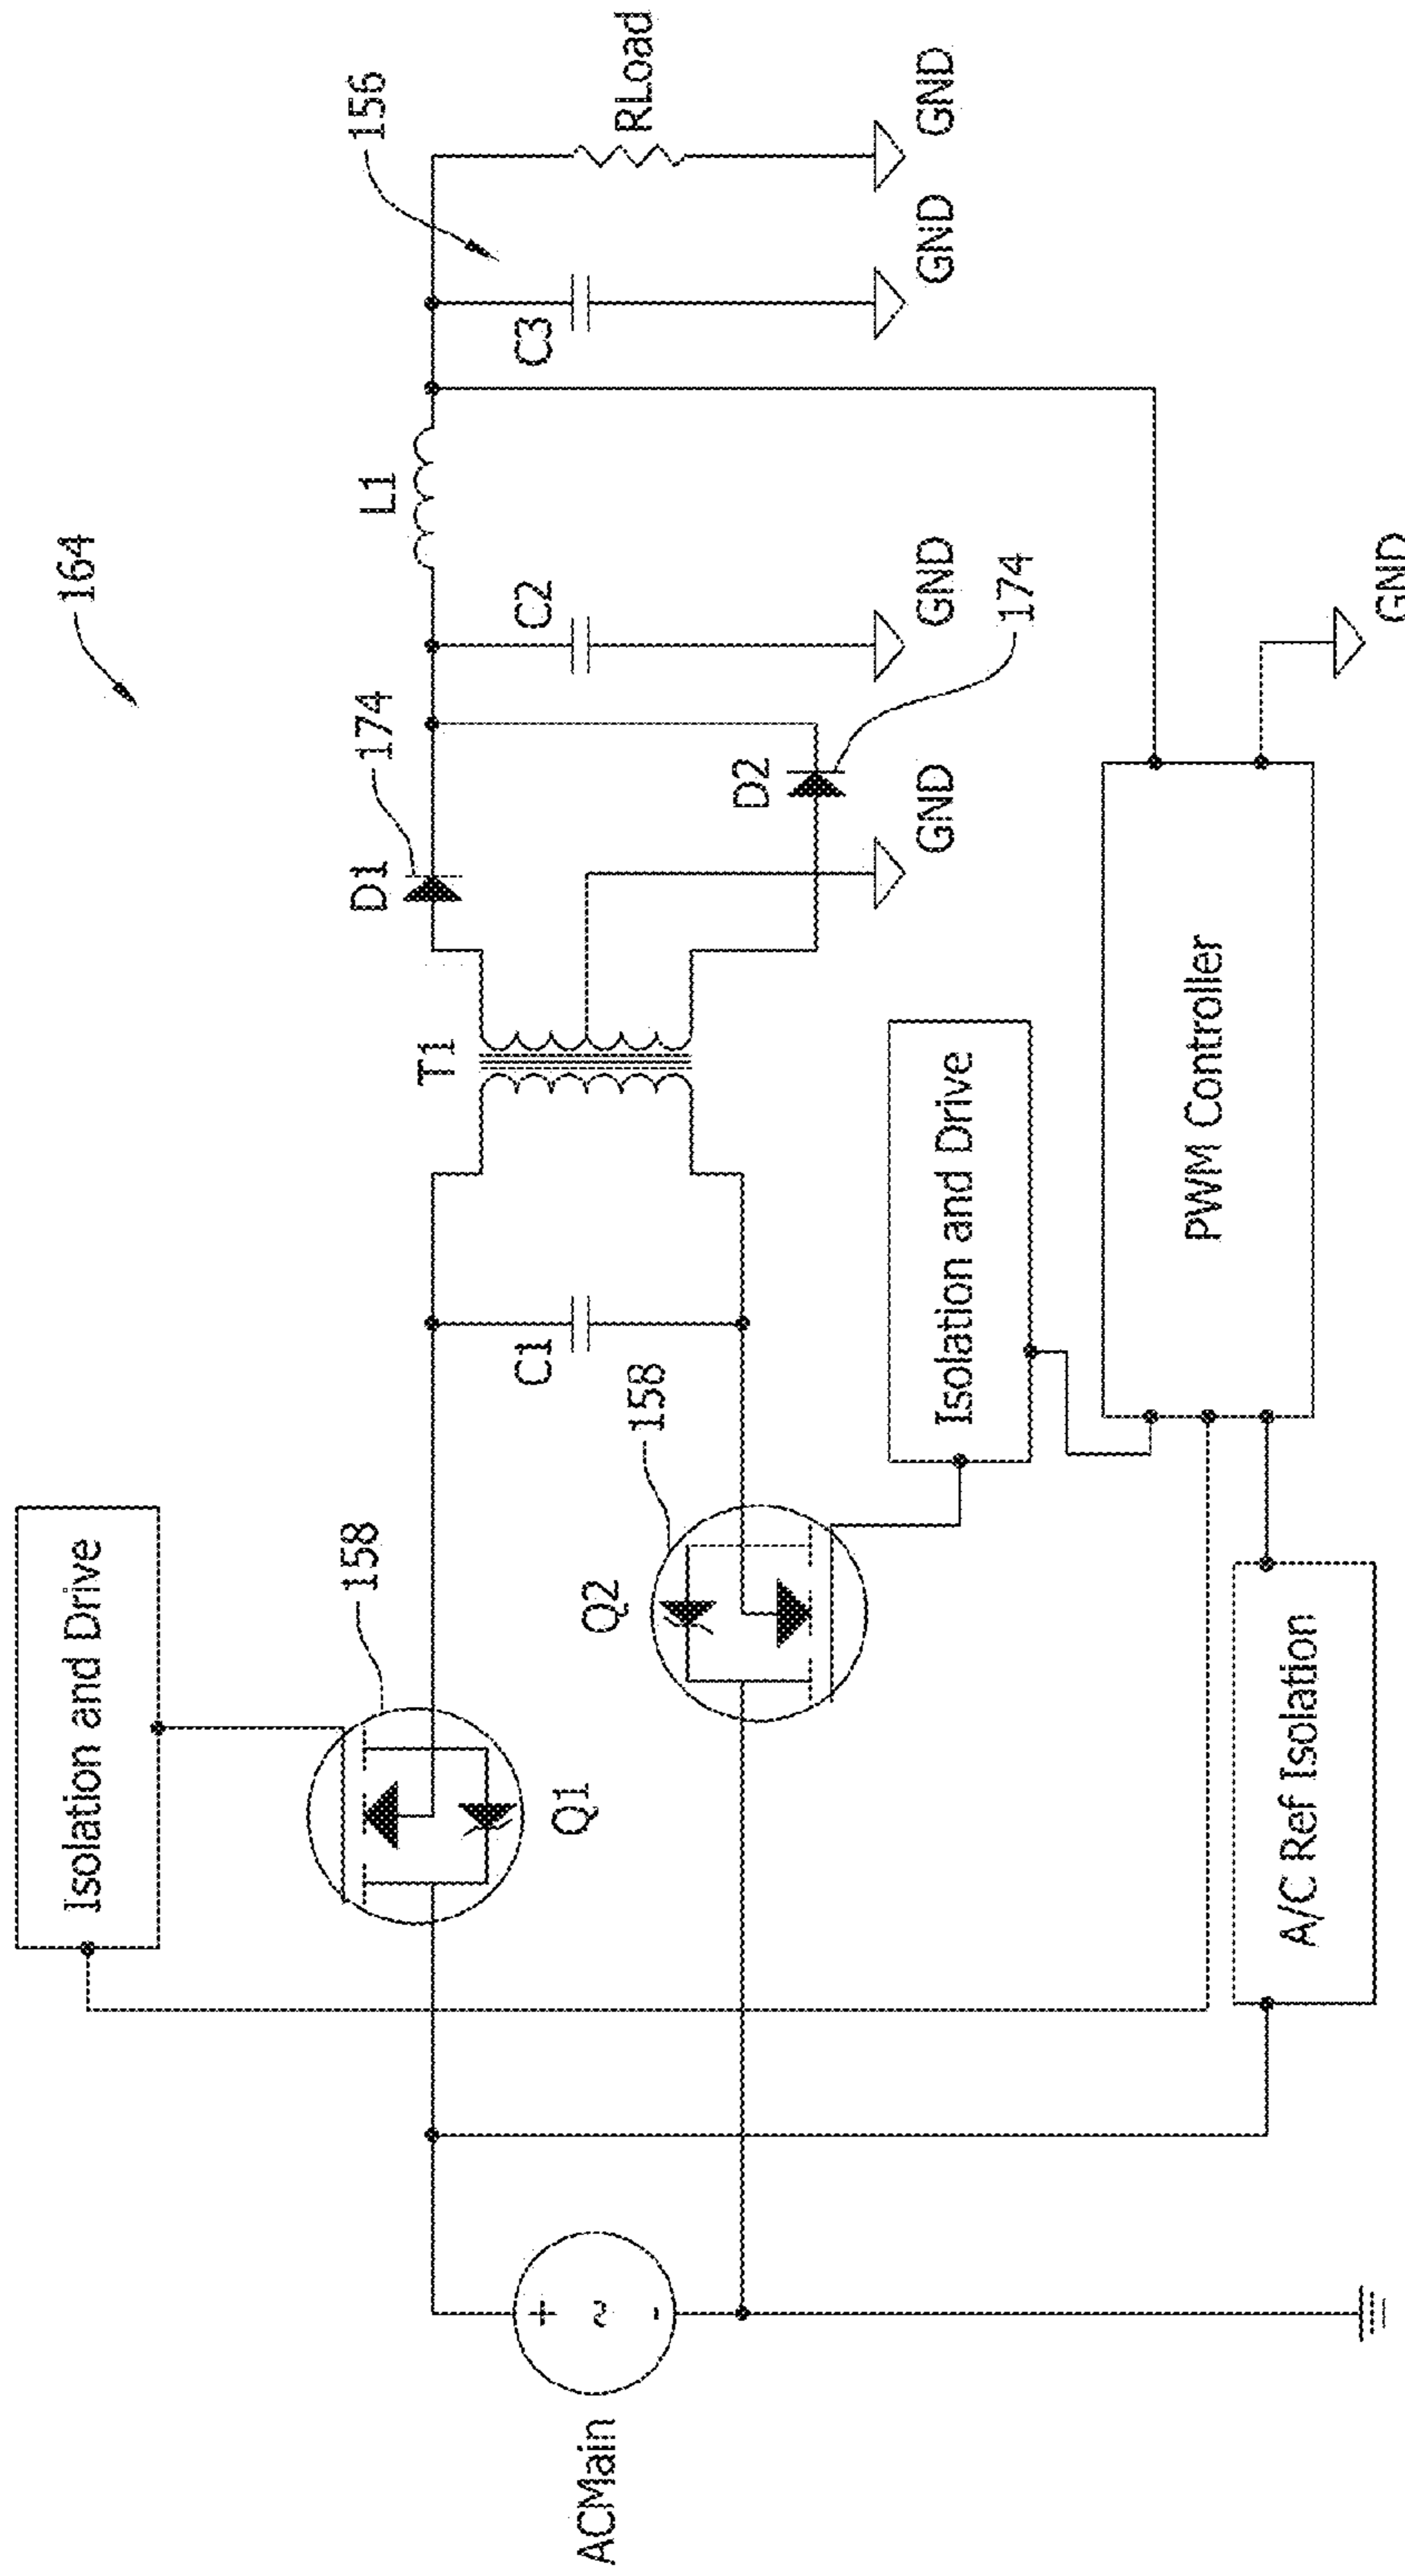 164
156
Isolation and Drive
158
Q1
ACMain
+
~
-
C1
158
Q2
T1
D1
174
L1
C2
C3
RLoad
D2
174
GND
GND
GND
GND
Isolation and Drive
PWM Controller
A/C Ref Isolation
GND